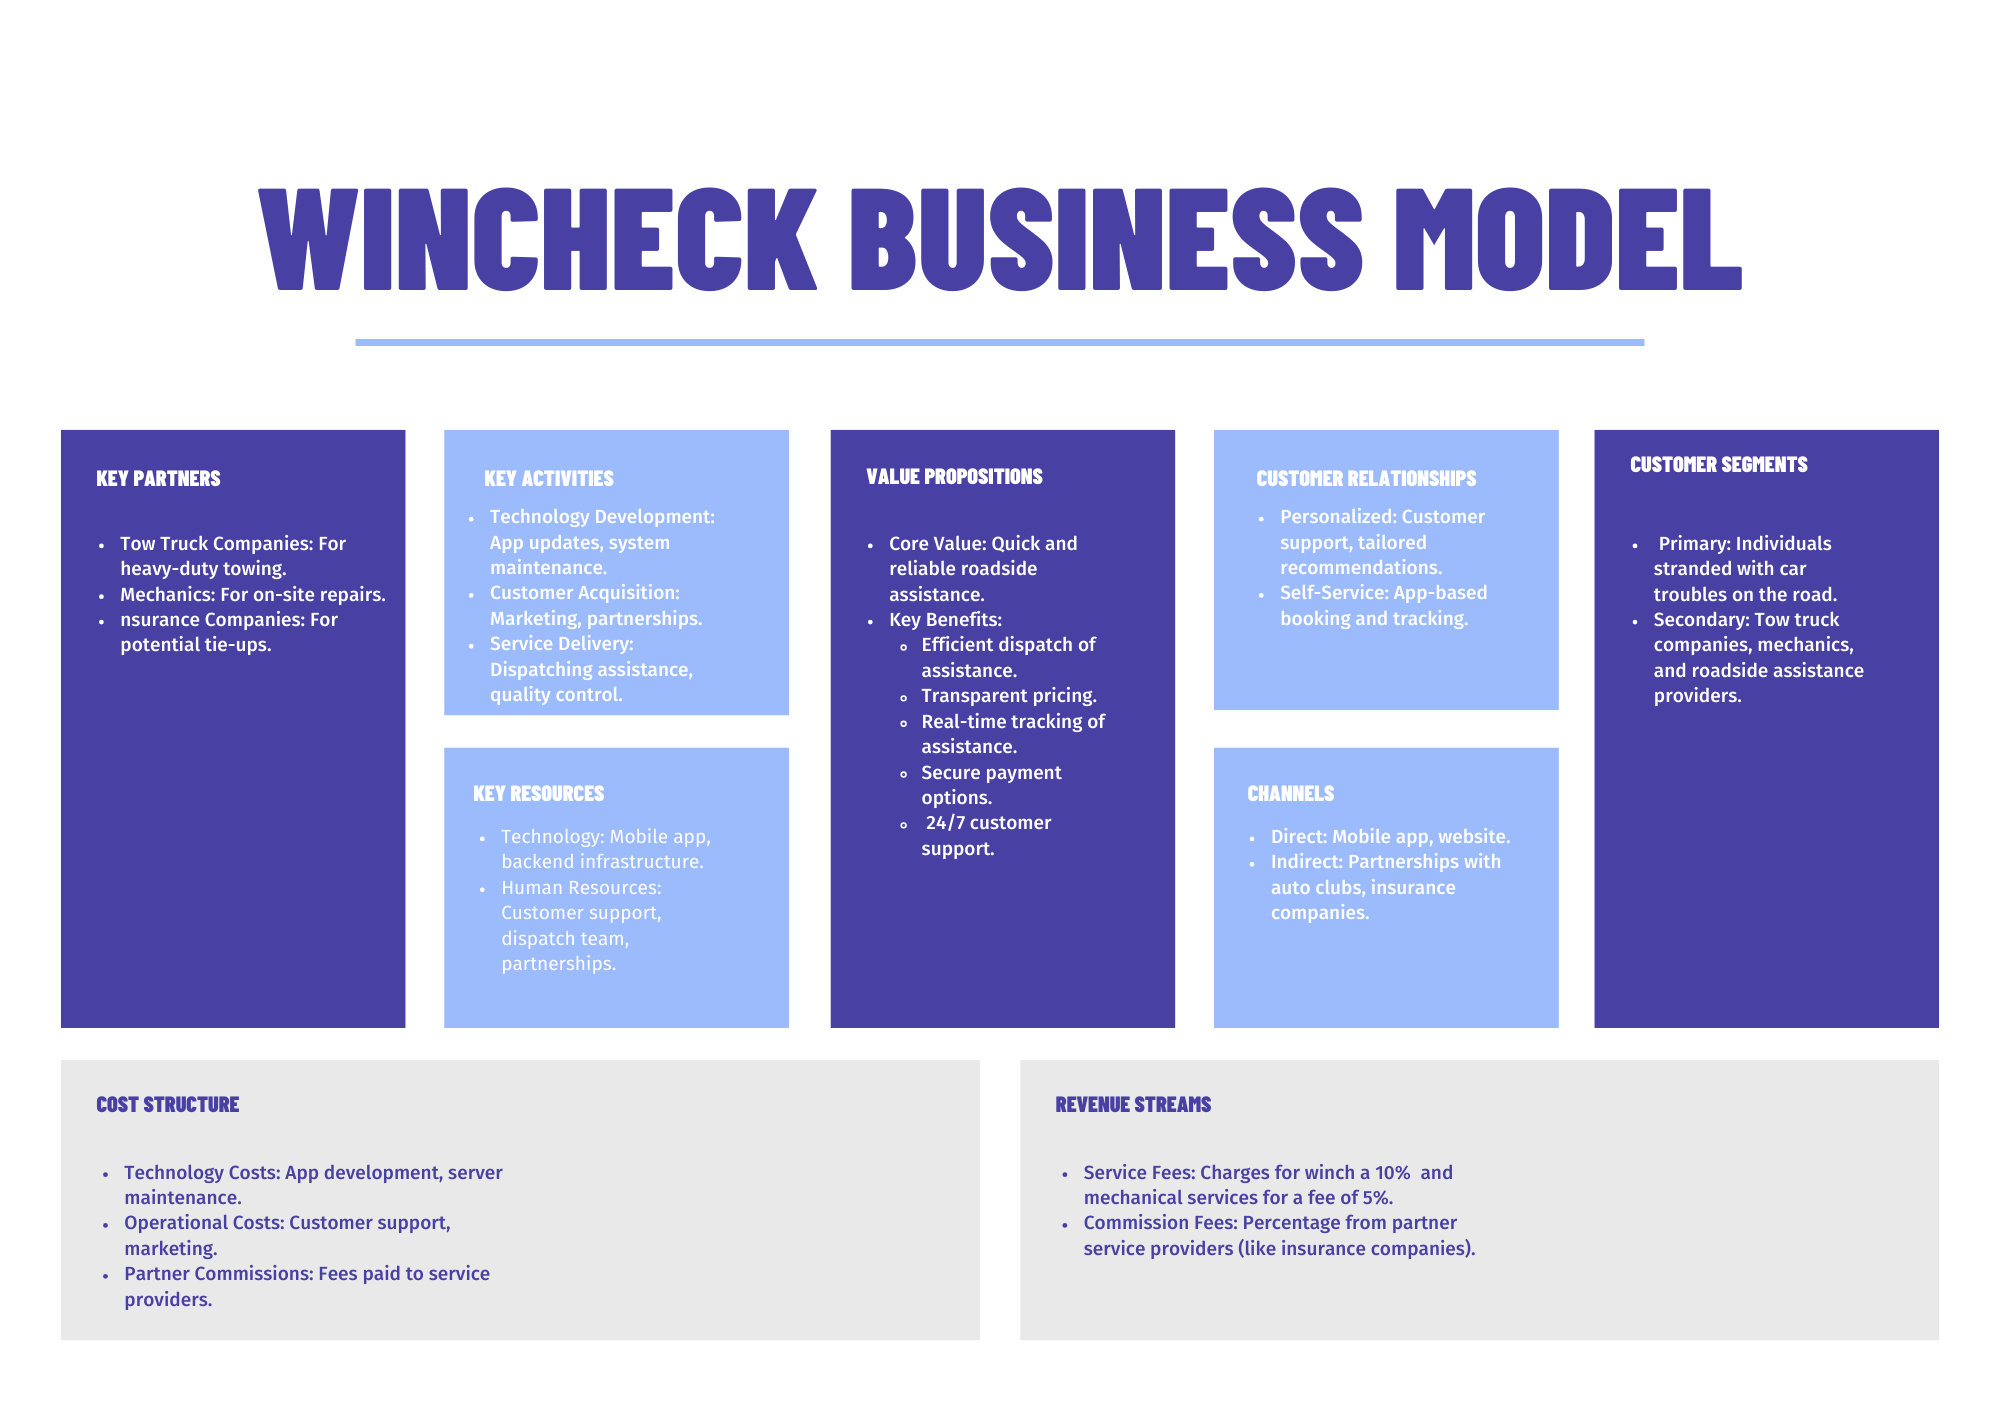 WINCHECK BUSINESS MODEL
KEY PARTNERS
• Tow Truck Companies: For
heavy-duty towing.
• Mechanics: For on-site repairs.
• nsurance Companies: For
potential tie-ups.
KEY ACTIVITIES
• Technology Development:
App updates, system
maintenance.
• Customer Acquisition:
Marketing, partnerships.
• Service Delivery:
Dispatching assistance,
quality control.
KEY RESOURCES
• Technology: Mobile app,
backend infrastructure.
• Human Resources:
Customer support,
dispatch team,
partnerships.
VALUE PROPOSITIONS
• Core Value: Quick and
reliable roadside
assistance.
• Key Benefits:
◦ Efficient dispatch of
assistance.
◦ Transparent pricing.
◦ Real-time tracking of
assistance.
◦ Secure payment
options.
◦ 24/7 customer
support.
CUSTOMER RELATIONSHIPS
• Personalized: Customer
support, tailored
recommendations.
• Self-Service: App-based
booking and tracking.
CHANNELS
• Direct: Mobile app, website.
• Indirect: Partnerships with
auto clubs, insurance
companies.
CUSTOMER SEGMENTS
• Primary: Individuals
stranded with car
troubles on the road.
• Secondary: Tow truck
companies, mechanics,
and roadside assistance
providers.
COST STRUCTURE
• Technology Costs: App development, server
maintenance.
• Operational Costs: Customer support,
marketing.
• Partner Commissions: Fees paid to service
providers.
REVENUE STREAMS
• Service Fees: Charges for winch a 10% and
mechanical services for a fee of 5%.
• Commission Fees: Percentage from partner
service providers (like insurance companies).